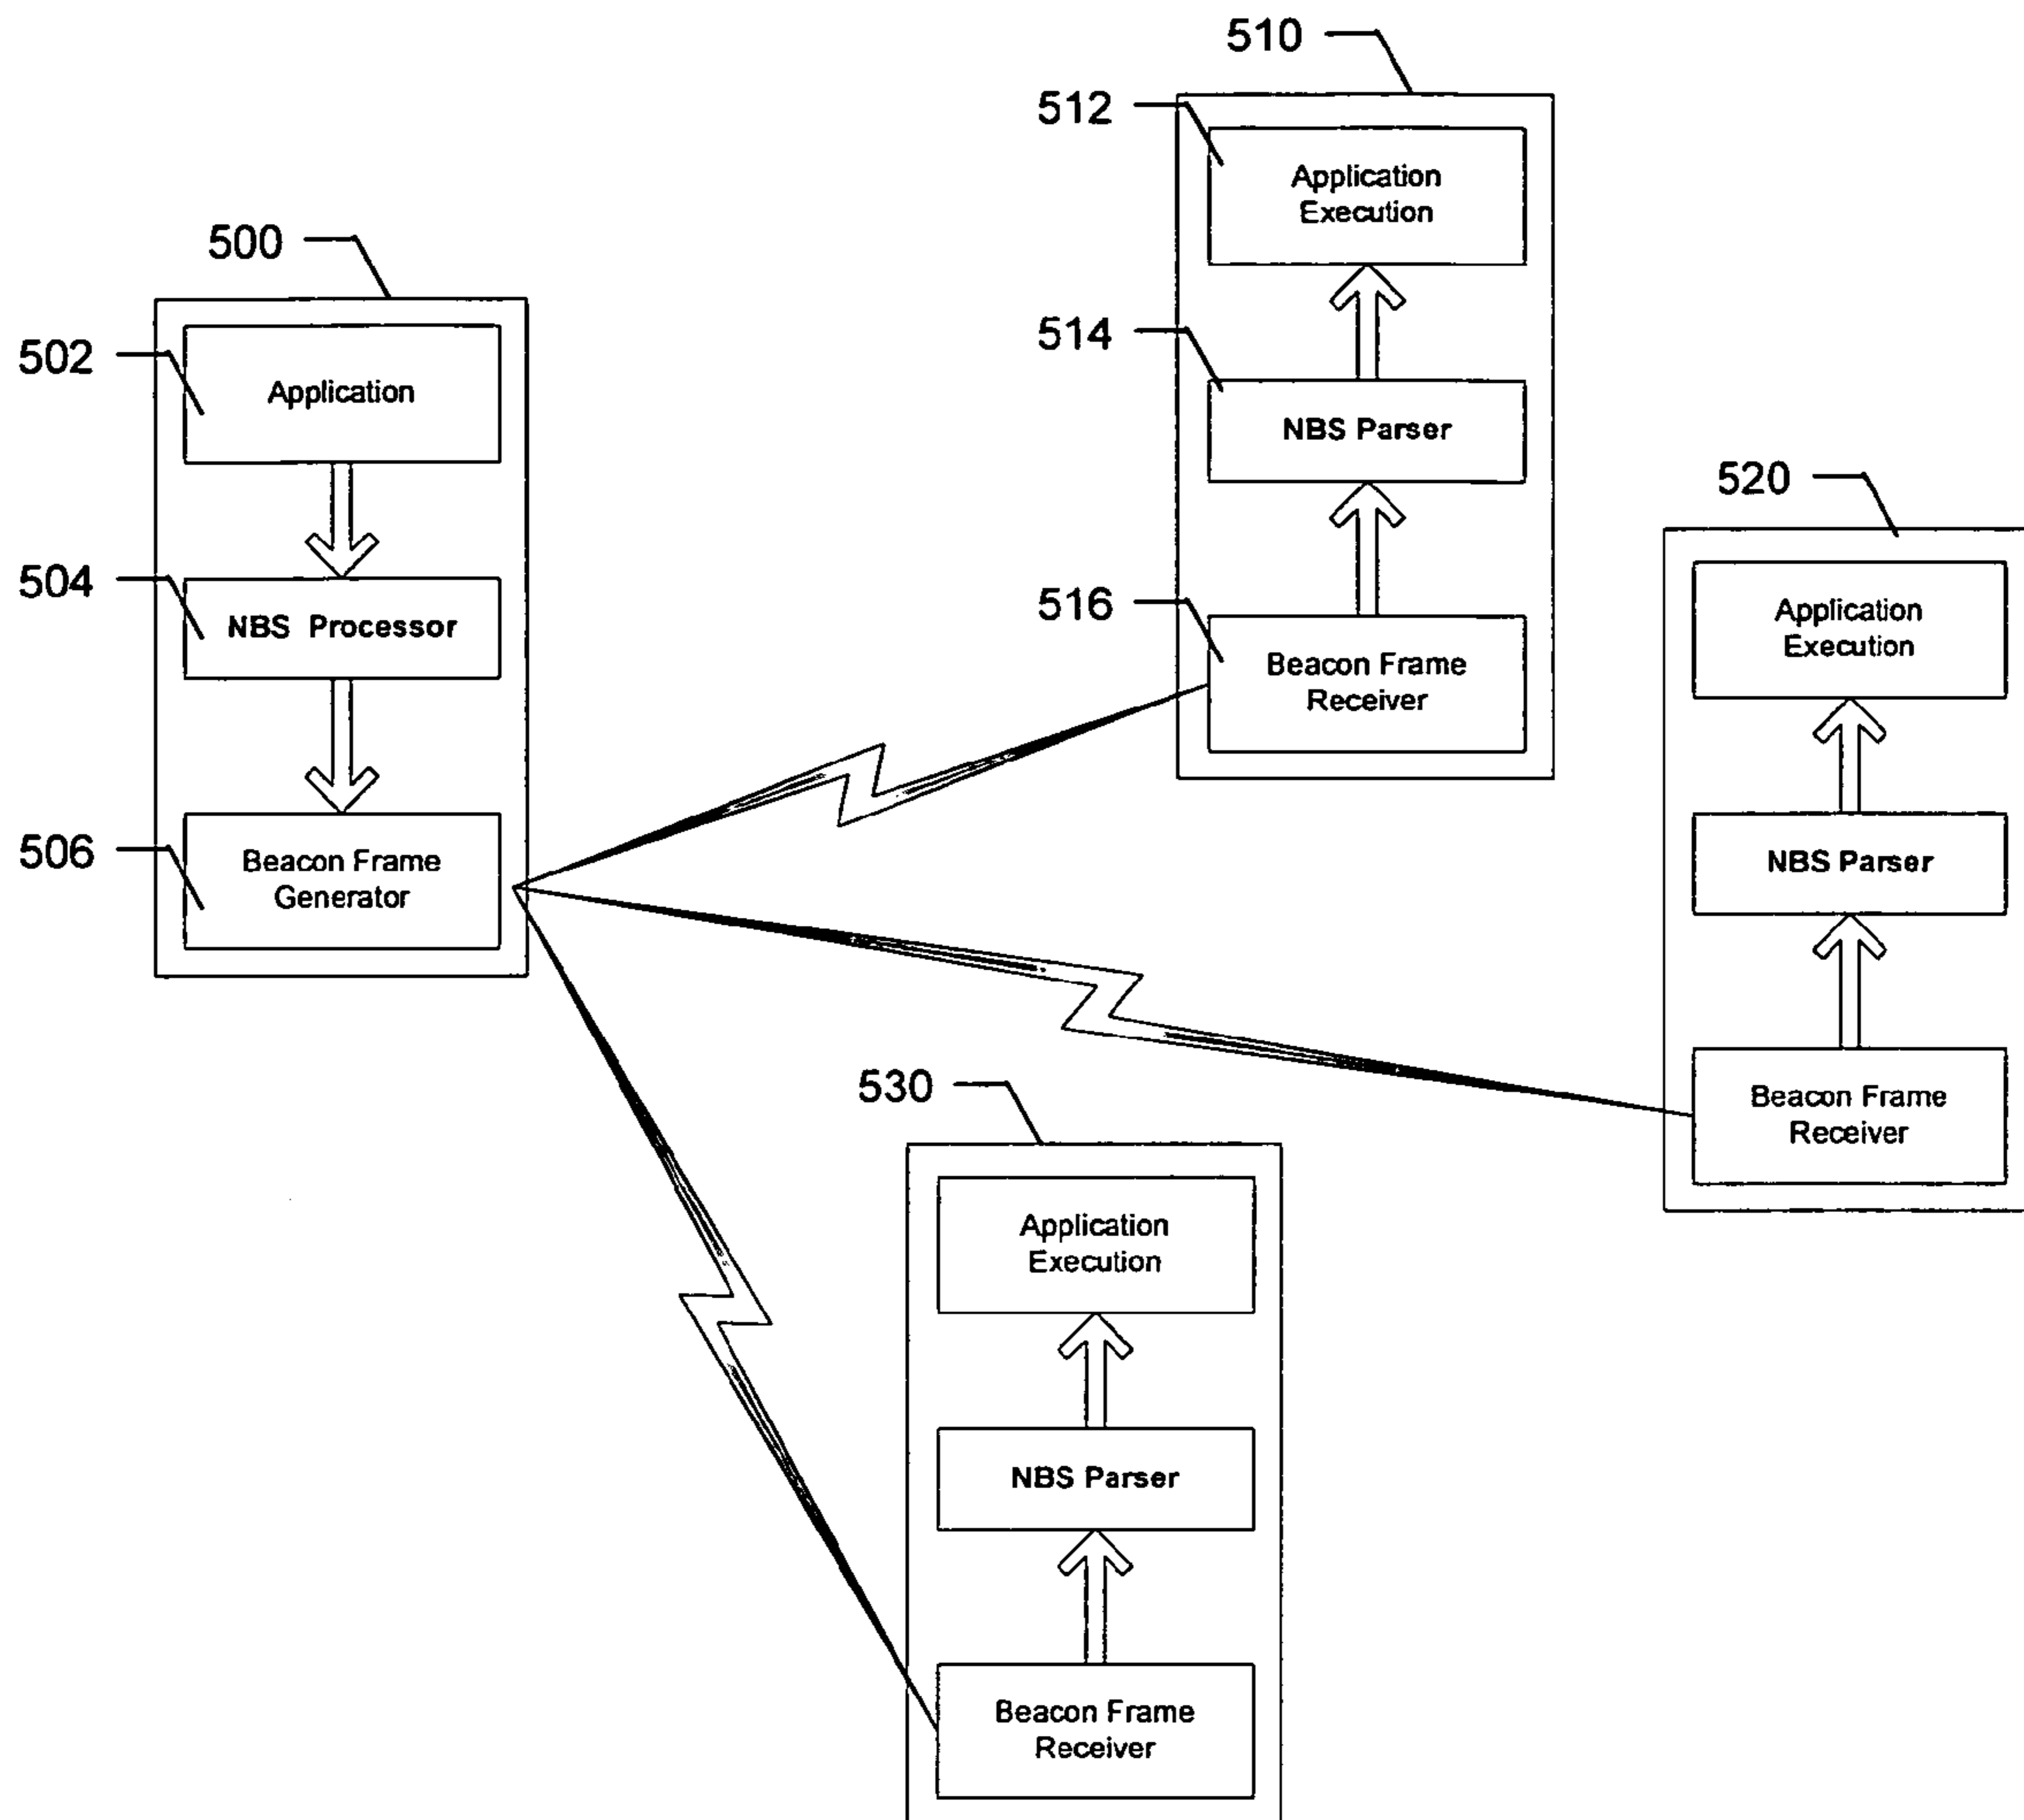 510
512
Application
Execution
500
514
502
Application
NBS Parser
520
504
NBS Processor
516
Beacon Frame
Receiver
Application
Execution
506
Beacon Frame
Generator
NBS Parser
530
Beacon Frame
Receiver
Application
Execution
NBS Parser
Beacon Frame
Receiver